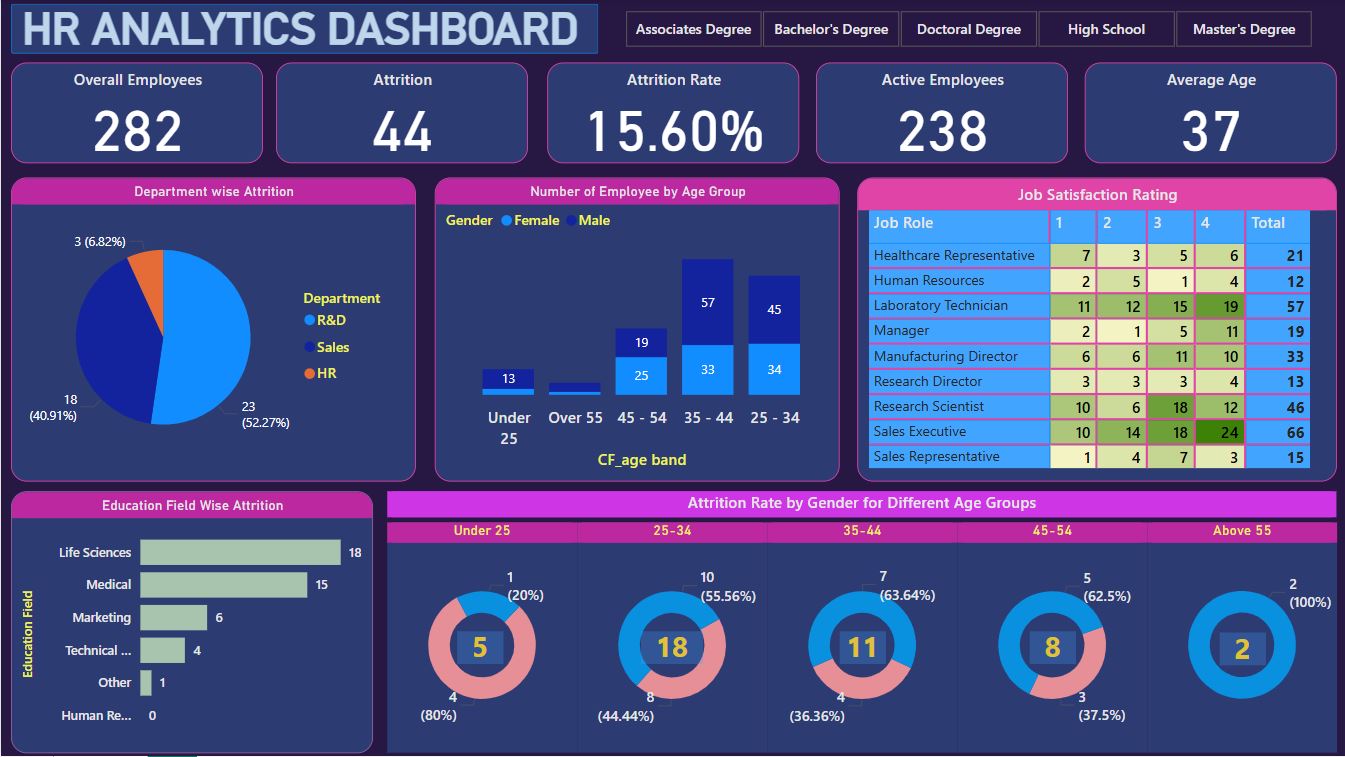 HR ANALYTICS DASHBOARD
Associates Degree
Bachelor's Degree
Doctoral Degree
High School
Master's Degree
Overall Employees
282
Attrition
44
Attrition Rate
15.60%
Active Employees
238
Average Age
37
Department wise Attrition
3 (6.82%)
18
(40.91%)
23
(52.27%)
Department
R&D
Sales
HR
Number of Employee by Age Group
Gender Female Male
13
19
25
57
33
45
34
Under
25
Over 55
45 - 54
35 - 44
25 - 34
CF_age band
Job Satisfaction Rating
Job Role 1 2 3 4 Total
Healthcare Representative 7 3 5 6 21
Human Resources 2 5 1 4 12
Laboratory Technician 11 12 15 19 57
Manager 2 1 5 11 19
Manufacturing Director 6 6 11 10 33
Research Director 3 3 3 4 13
Research Scientist 10 6 18 12 46
Sales Executive 10 14 18 24 66
Sales Representative 1 4 7 3 15
Education Field Wise Attrition
Education Field
Life Sciences 18
Medical 15
Marketing 6
Technical ... 4
Other 1
Human Re... 0
Attrition Rate by Gender for Different Age Groups
Under 25
1
(20%)
5
4
(80%)
25-34
10
(55.56%)
18
8
(44.44%)
35-44
7
(63.64%)
11
4
(36.36%)
45-54
5
(62.5%)
8
3
(37.5%)
Above 55
2
(100%)
2